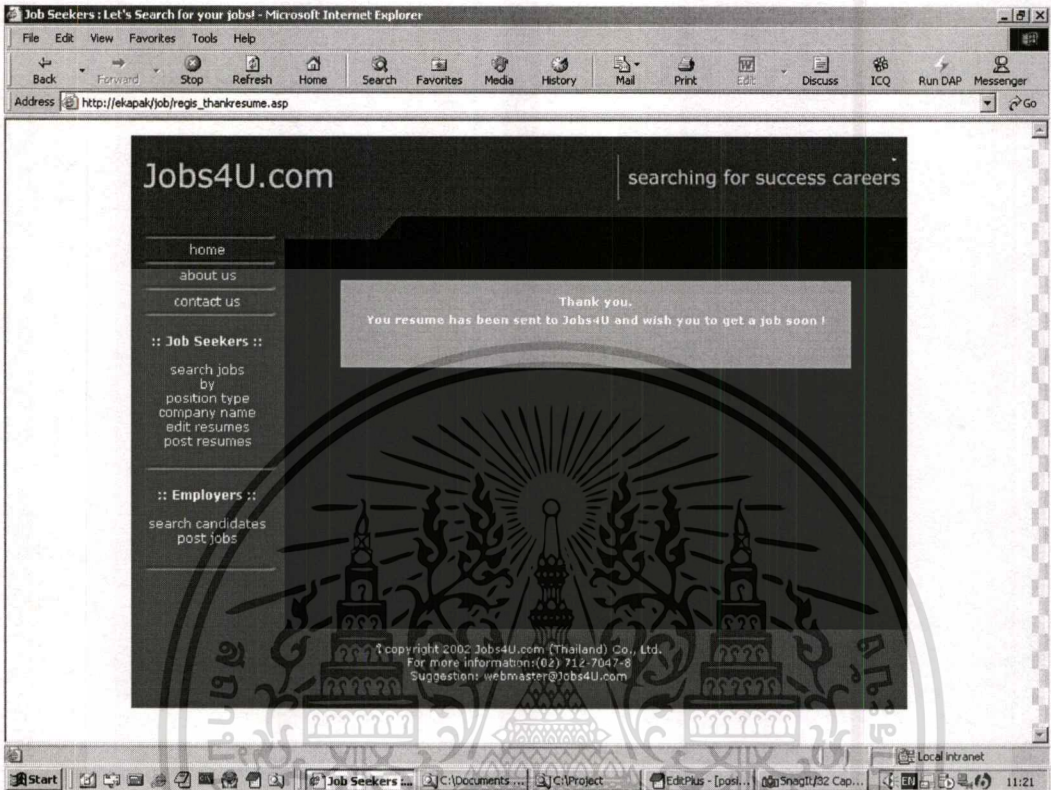 Job Seekers : Let's Search for your jobs! - Microsoft Internet Explorer
File Edit View Favorites Tools Help
Back Forward Stop Refresh Home Search Favorites Media History Mail Print Edit Discuss ICQ Run DAP Messenger
Address http://ekapak/job/regis_thankresume.asp Go
Jobs4U.com
searching for success careers
home
about us
contact us
:: Job Seekers ::
search jobs
by
position type
company name
edit resumes
post resumes
:: Employers ::
search candidates
post jobs
Thank you.
You resume has been sent to Jobs4U and wish you to get a job soon !
copyright 2002 Jobs4U.com (Thailand) Co., Ltd.
For more information:(02) 712-7047-8
Suggestion: webmaster@Jobs4U.com
Local intranet
Start Job Seekers :... C:\Documents ... C:\Project EditPlus - [posi... SnagIt/32 Cap... EN 11:21